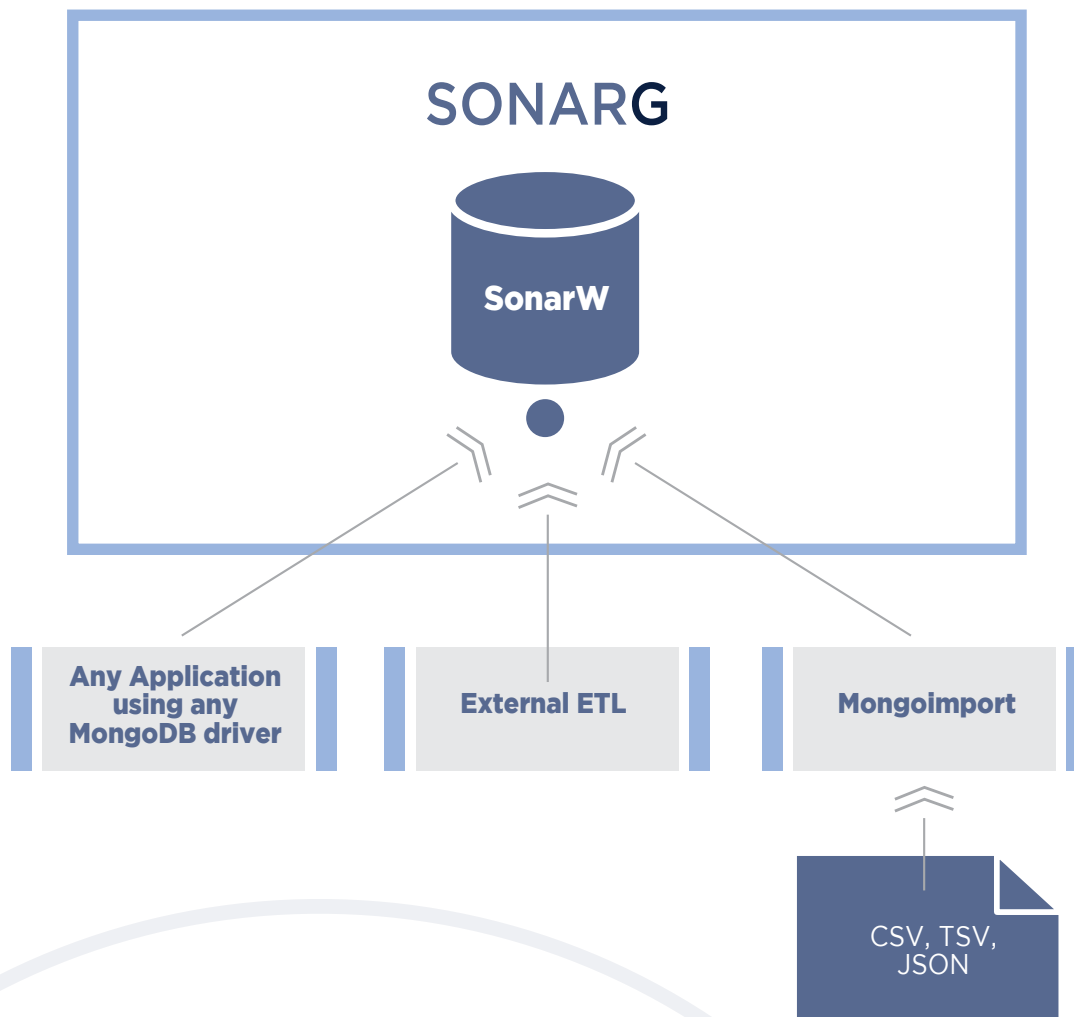 SONARG
SonarW
Any Application
using any
MongoDB driver
External ETL
Mongoimport
CSV, TSV,
JSON